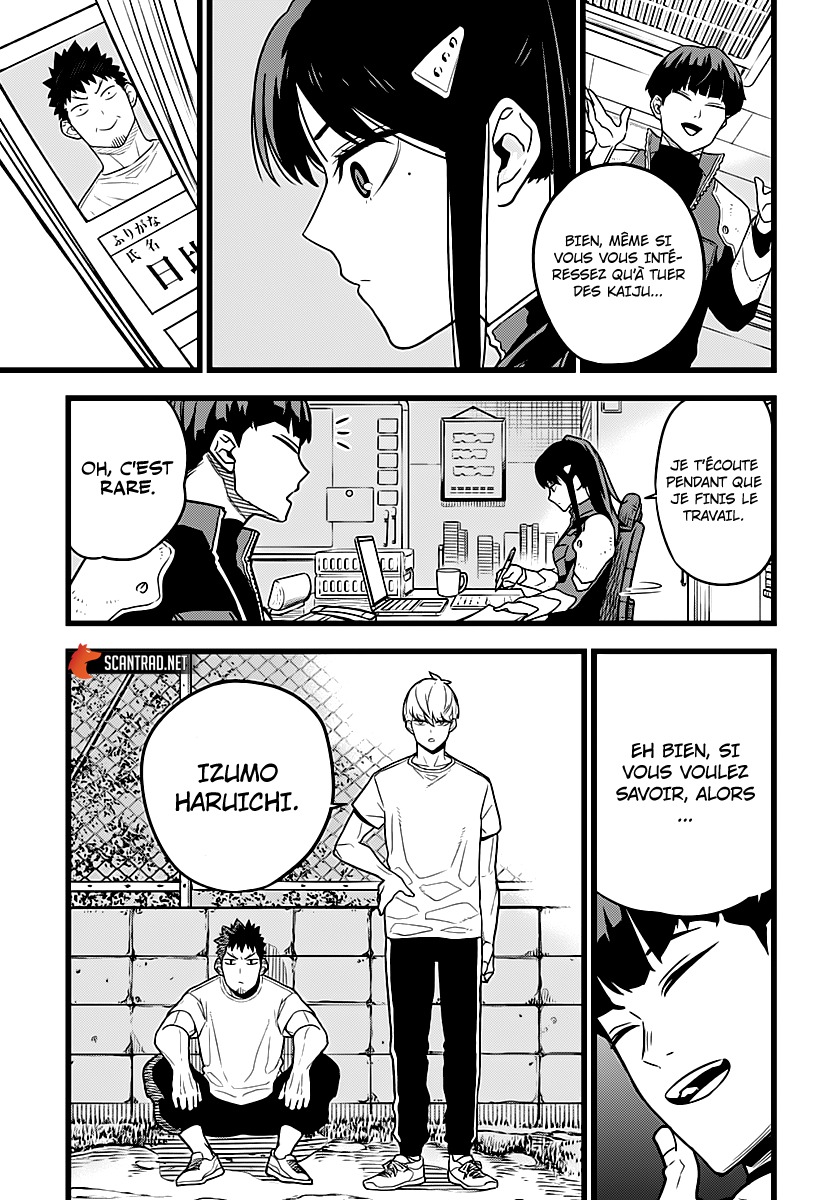 BIEN, MÊME SI
VOUS VOUS INTÉ-
RESSEZ QU'À TUER
DES KAIJU...
ふりがな
氏名
日比
JE T'ÉCOUTE
PENDANT QUE
JE FINIS LE
TRAVAIL.
OH, C'EST
RARE.
EH BIEN, SI
VOUS VOULEZ
SAVOIR, ALORS
...
SCANTRAD.NET
IZUMO
HARUICHI.